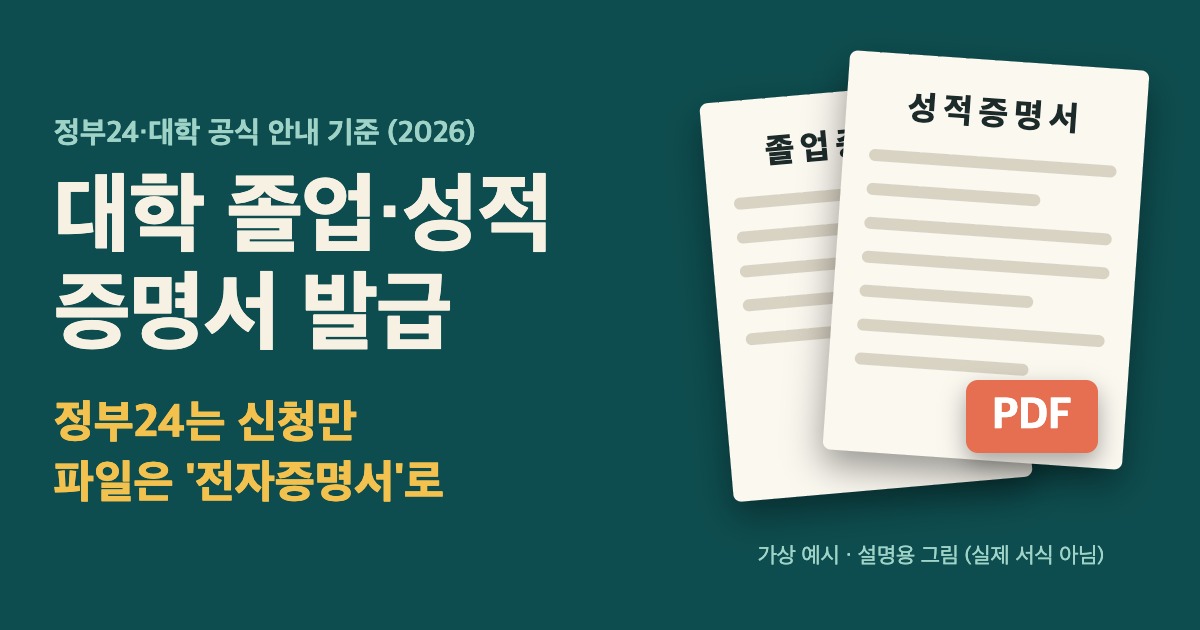 정부24·대학 공식 안내 기준 (2026)
대학 졸업·성적
증명서 발급
정부24는 신청만
파일은 '전자증명서'로
졸업
성적증명서
PDF
가상 예시 · 설명용 그림 (실제 서식 아님)